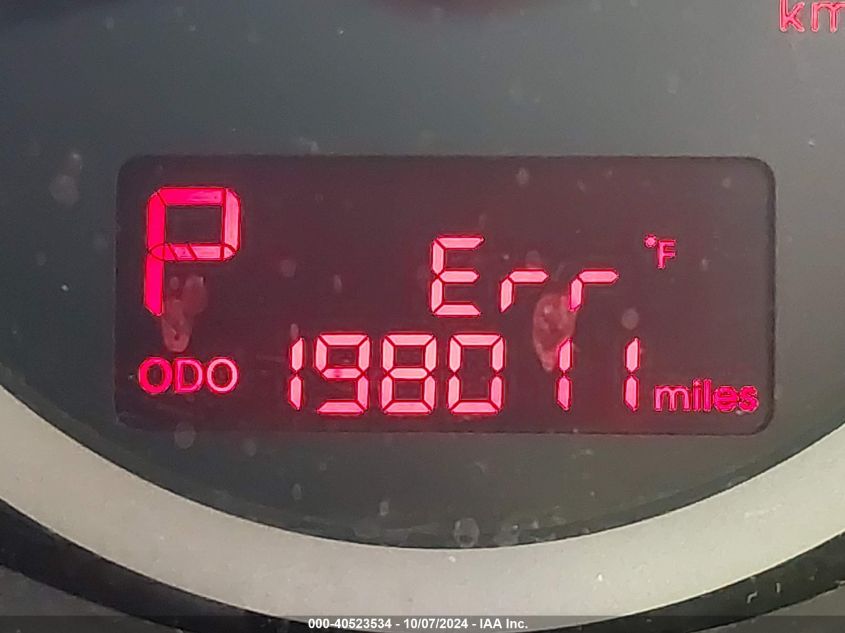 km
P
Err °F
ODO 198011 miles
000-40523534 - 10/07/2024 - IAA Inc.